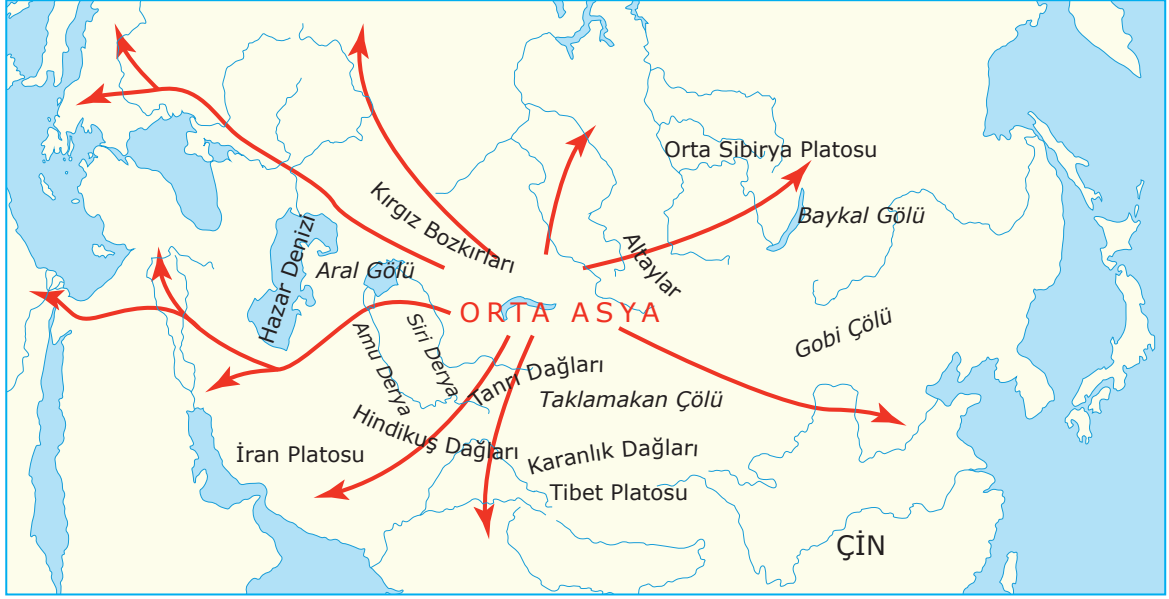 Orta Sibirya Platosu
Kırgız Bozkırları
Baykal Gölü
Hazar Denizi
Aral Gölü
Altaylar
ORTA ASYA
Siri Derya
Amu Derya
Gobi Çölü
Tanrı Dağları
Taklamakan Çölü
Hindikuş Dağları
İran Platosu
Karanlık Dağları
Tibet Platosu
ÇİN